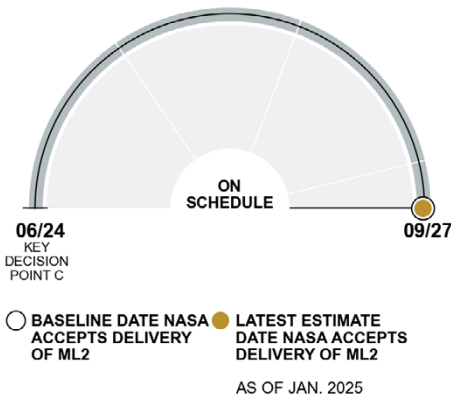 ON
SCHEDULE
06/24
KEY
DECISION
POINT C
09/27
BASELINE DATE NASA
ACCEPTS DELIVERY
OF ML2
LATEST ESTIMATE
DATE NASA ACCEPTS
DELIVERY OF ML2
AS OF JAN. 2025